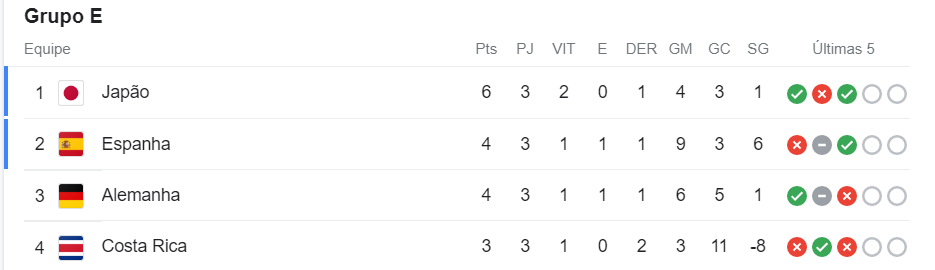 Grupo E
Equipe Pts PJ VIT E DER GM GC SG Últimas 5
1 Japão 6 3 2 0 1 4 3 1
2 Espanha 4 3 1 1 1 9 3 6
3 Alemanha 4 3 1 1 1 6 5 1
4 Costa Rica 3 3 1 0 2 3 11 -8